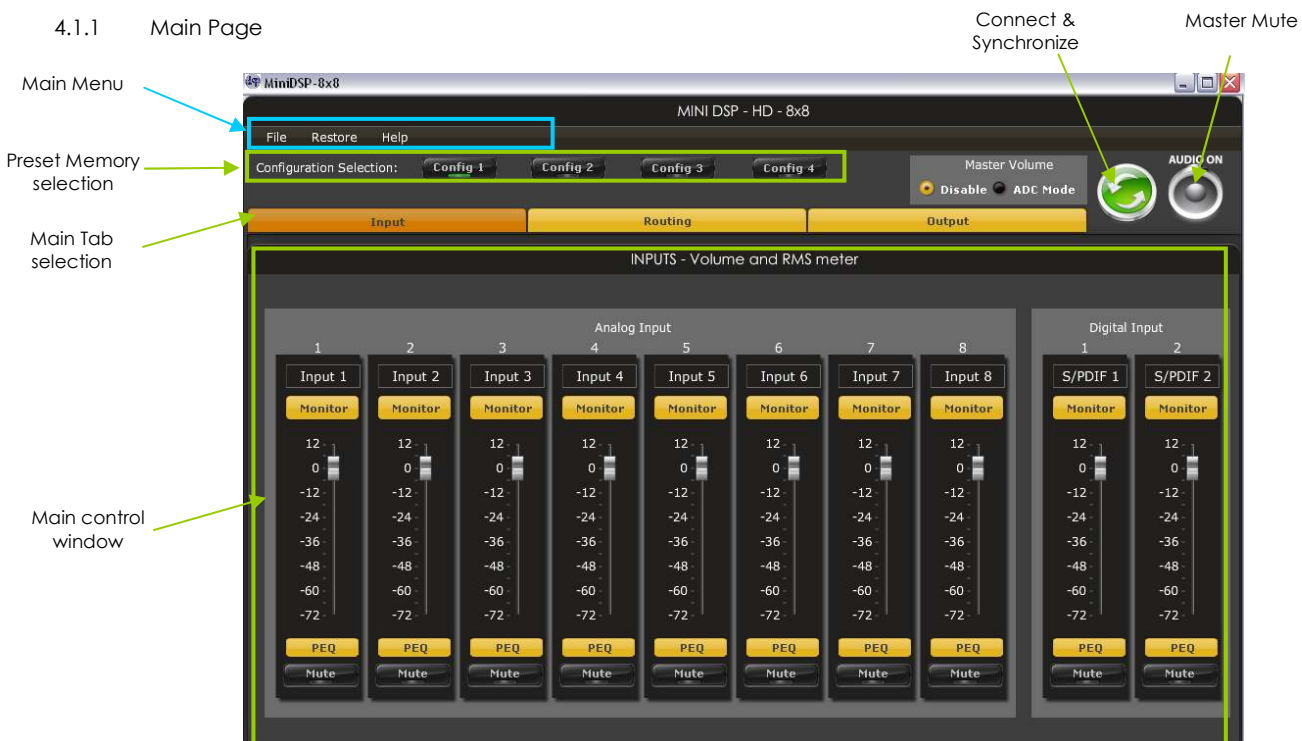 4.1.1 Main Page
Connect &
Synchronize
Master Mute
Main Menu
MiniDSP-8x8
MINI DSP - HD - 8x8
File Restore Help
Preset Memory
selection
Configuration Selection: Config 1 Config 2 Config 3 Config 4
Master Volume
Disable ADC Mode
AUDIO ON
Main Tab
selection
Input Routing Output
INPUTS - Volume and RMS meter
Analog Input Digital Input
1 2 3 4 5 6 7 8 1 2
Input 1 Input 2 Input 3 Input 4 Input 5 Input 6 Input 7 Input 8 S/PDIF 1 S/PDIF 2
Monitor Monitor Monitor Monitor Monitor Monitor Monitor Monitor Monitor Monitor
12 12 12 12 12 12 12 12 12 12
0 0 0 0 0 0 0 0 0 0
-12 -12 -12 -12 -12 -12 -12 -12 -12 -12
-24 -24 -24 -24 -24 -24 -24 -24 -24 -24
Main control
window
-36 -36 -36 -36 -36 -36 -36 -36 -36 -36
-48 -48 -48 -48 -48 -48 -48 -48 -48 -48
-60 -60 -60 -60 -60 -60 -60 -60 -60 -60
-72 -72 -72 -72 -72 -72 -72 -72 -72 -72
PEQ PEQ PEQ PEQ PEQ PEQ PEQ PEQ PEQ PEQ
Mute Mute Mute Mute Mute Mute Mute Mute Mute Mute